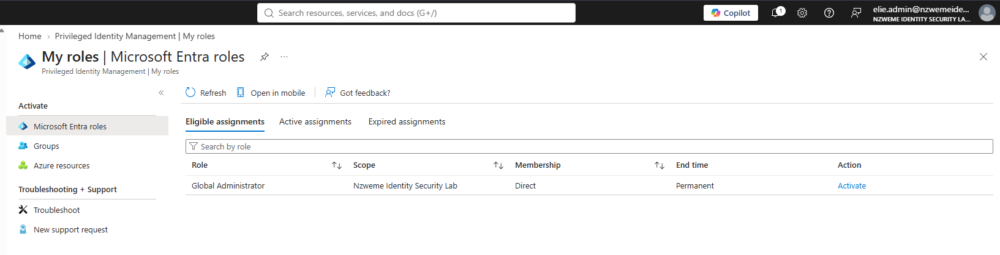 Search resources, services, and docs (G+/)
Copilot
1
elie.admin@nzwemeide...
NZWEME IDENTITY SECURITY LA...
Home > Privileged Identity Management | My roles
My roles | Microsoft Entra roles
Privileged Identity Management | My roles
Refresh Open in mobile Got feedback?
Activate
Microsoft Entra roles
Groups
Azure resources
Troubleshooting + Support
Troubleshoot
New support request
Eligible assignments Active assignments Expired assignments
Search by role
Role Scope Membership End time Action
Global Administrator Nzweme Identity Security Lab Direct Permanent Activate